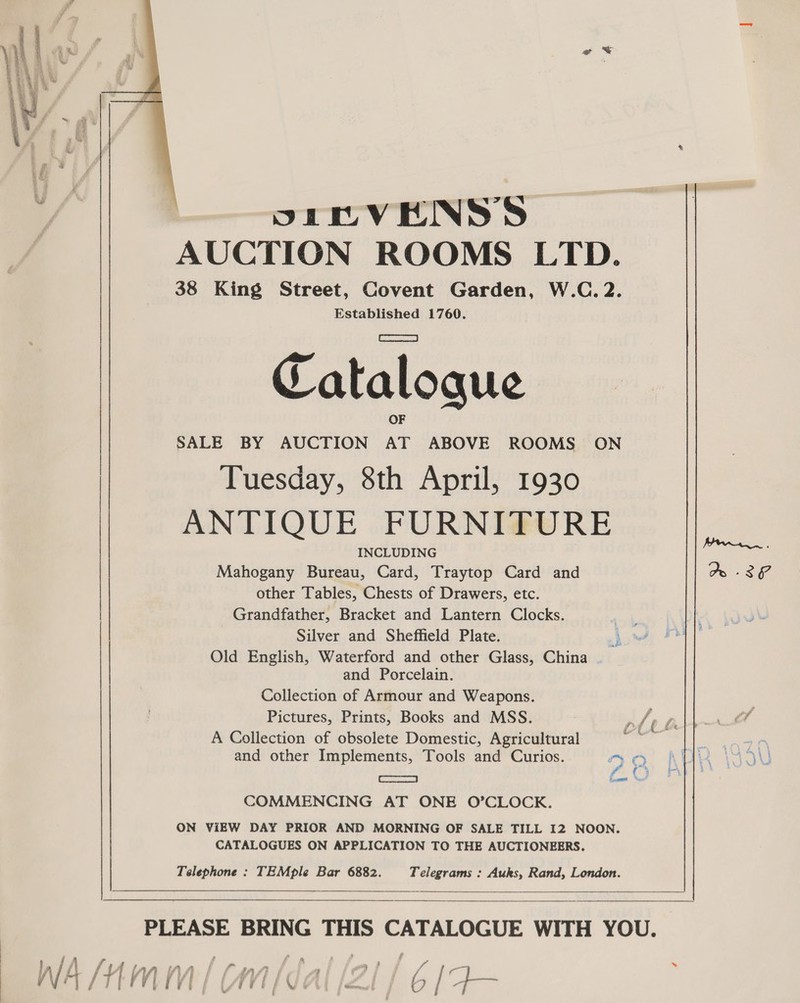 STEVENS'S
AUCTION ROOMS LTD.
38 King Street, Covent Garden, W.C.2.
Established 1760.
Catalogue
OF
SALE BY AUCTION AT ABOVE ROOMS ON
Tuesday, 8th April, 1930
ANTIQUE FURNITURE
INCLUDING
Mahogany Bureau, Card, Traytop Card and
other Tables, Chests of Drawers, etc.
Grandfather, Bracket and Lantern Clocks.
Silver and Sheffield Plate.
Old English, Waterford and other Glass, China
and Porcelain.
Collection of Armour and Weapons.
Pictures, Prints, Books and MSS.
A Collection of obsolete Domestic, Agricultural
and other Implements, Tools and Curios.
28 APR 1930
COMMENCING AT ONE O'CLOCK.
ON VIEW DAY PRIOR AND MORNING OF SALE TILL 12 NOON.
CATALOGUES ON APPLICATION TO THE AUCTIONEERS.
Telephone : TEMple Bar 6882. Telegrams : Auks, Rand, London.
PLEASE BRING THIS CATALOGUE WITH YOU.
WA/HMM/CM/Sal/21/617